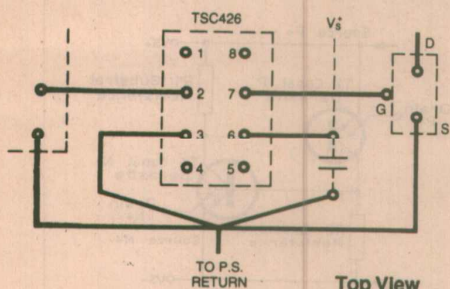 TSC426
Vs+
D
1 8
2 7
G
3 6
S
4 5
TO P.S.
RETURN
Top View